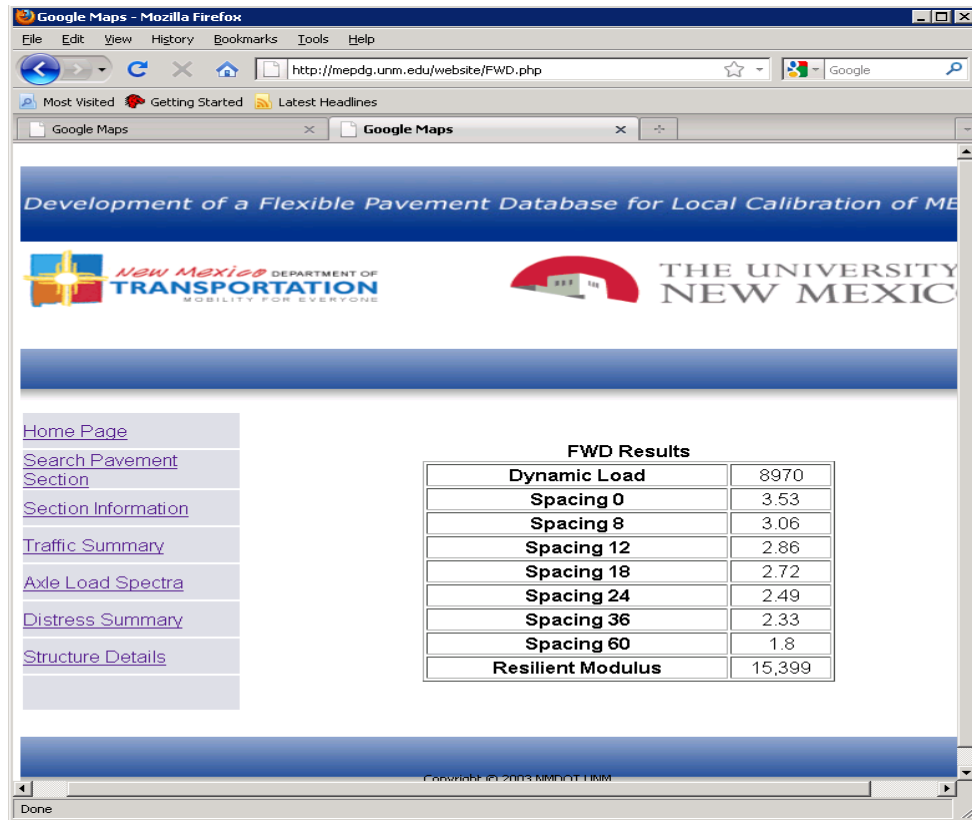 Google Maps - Mozilla Firefox
File Edit View History Bookmarks Tools Help
http://mepdg.unm.edu/website/FWD.php
Google
Most Visited Getting Started Latest Headlines
Google Maps
Google Maps
Development of a Flexible Pavement Database for Local Calibration of ME
New Mexico DEPARTMENT OF
TRANSPORTATION
MOBILITY FOR EVERYONE
THE UNIVERSITY
NEW MEXIC
Home Page
Search Pavement
Section
Section Information
Traffic Summary
Axle Load Spectra
Distress Summary
Structure Details
FWD Results
Dynamic Load 8970
Spacing 0 3.53
Spacing 8 3.06
Spacing 12 2.86
Spacing 18 2.72
Spacing 24 2.49
Spacing 36 2.33
Spacing 60 1.8
Resilient Modulus 15,399
Copyright © 2003 NMDOT UNM
Done